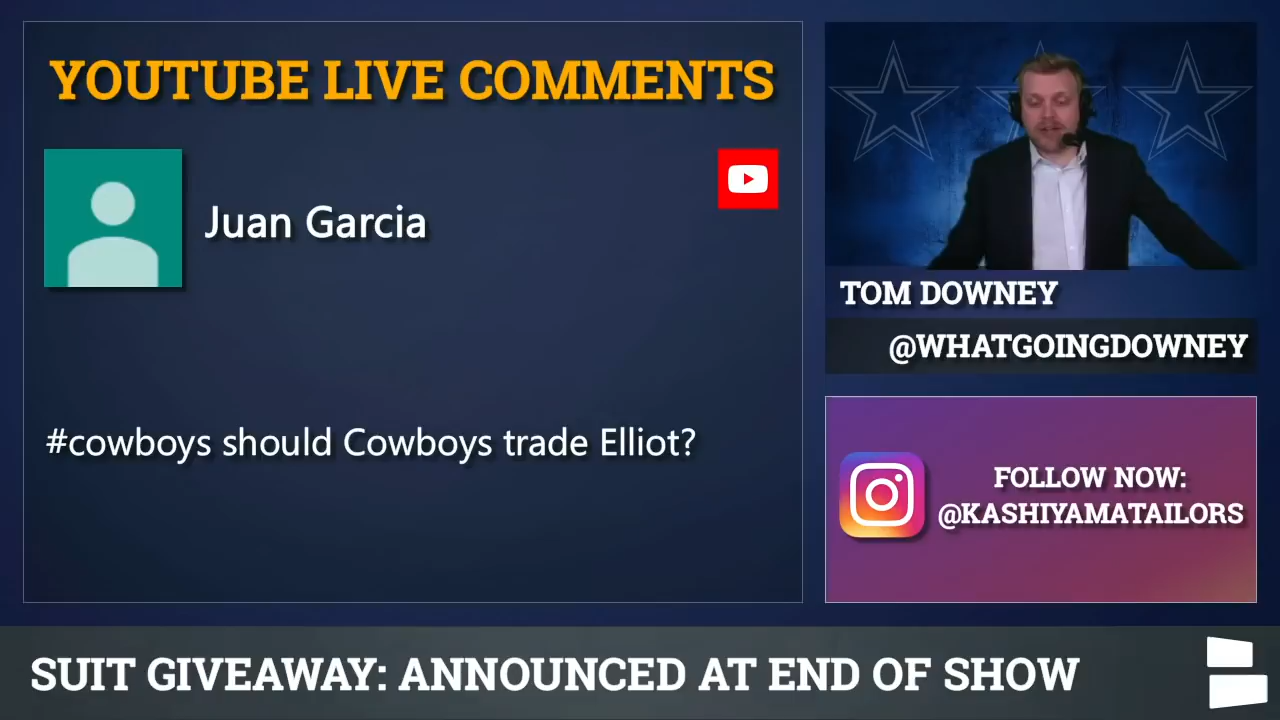 YOUTUBE LIVE COMMENTS
Juan Garcia
#cowboys should Cowboys trade Elliot?
TOM DOWNEY
@WHATGOINGDOWNEY
FOLLOW NOW:
@KASHIYAMATAILORS
SUIT GIVEAWAY: ANNOUNCED AT END OF SHOW